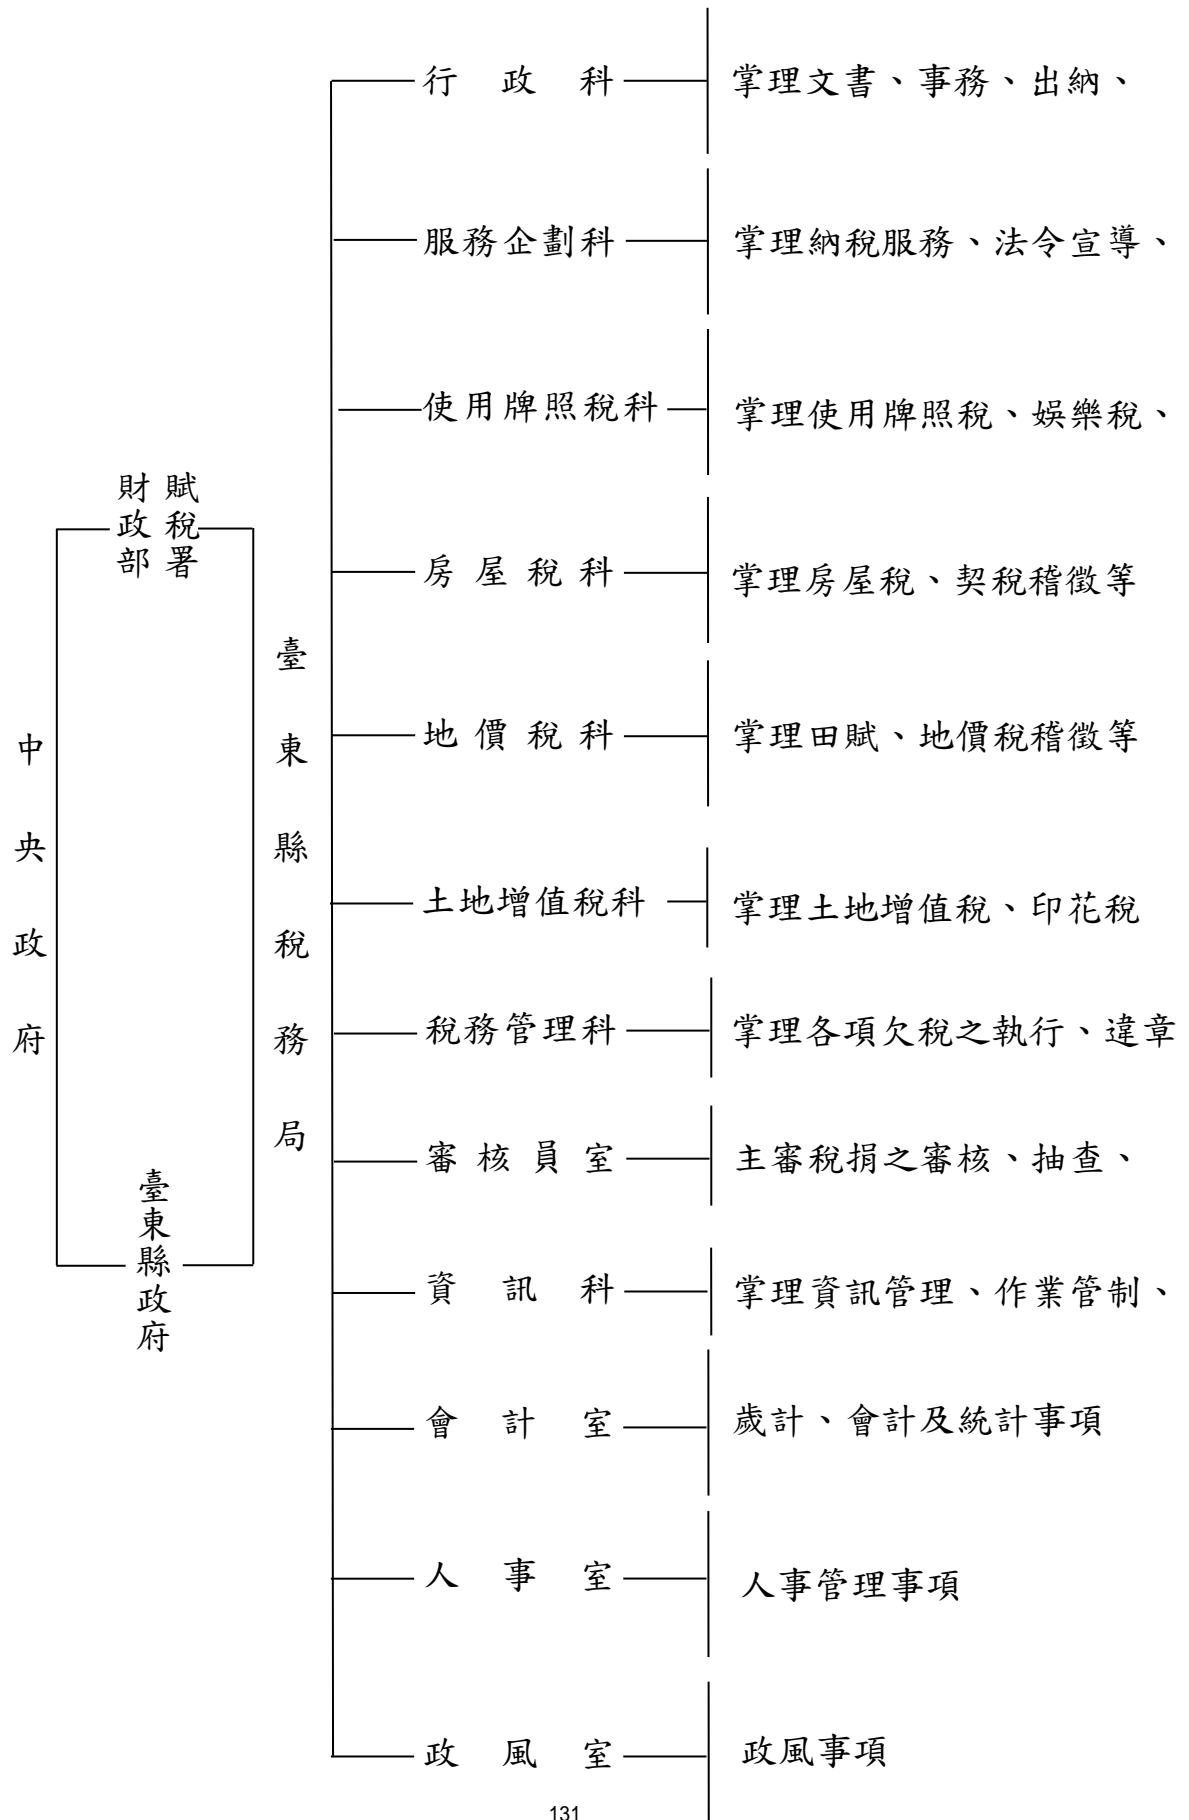 中央政府
財政部
賦稅署
臺東縣政府
臺東縣稅務局
行政科
掌理文書、事務、出納、
服務企劃科
掌理納稅服務、法令宣導、
使用牌照稅科
掌理使用牌照稅、娛樂稅、
房屋稅科
掌理房屋稅、契稅稽徵等
地價稅科
掌理田賦、地價稅稽徵等
土地增值稅科
掌理土地增值稅、印花稅
稅務管理科
掌理各項欠稅之執行、違章
審核員室
主審稅捐之審核、抽查、
資訊科
掌理資訊管理、作業管制、
會計室
歲計、會計及統計事項
人事室
人事管理事項
政風室
政風事項
131